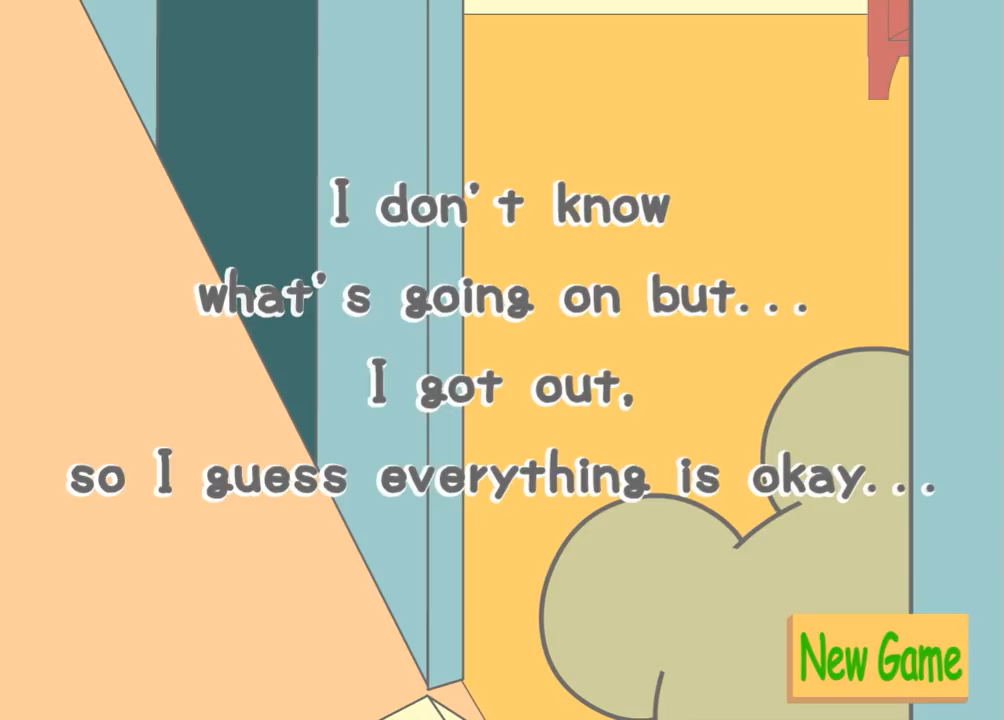 I don't know
what's going on but...
I got out,
so I guess everything is okay...
New Game